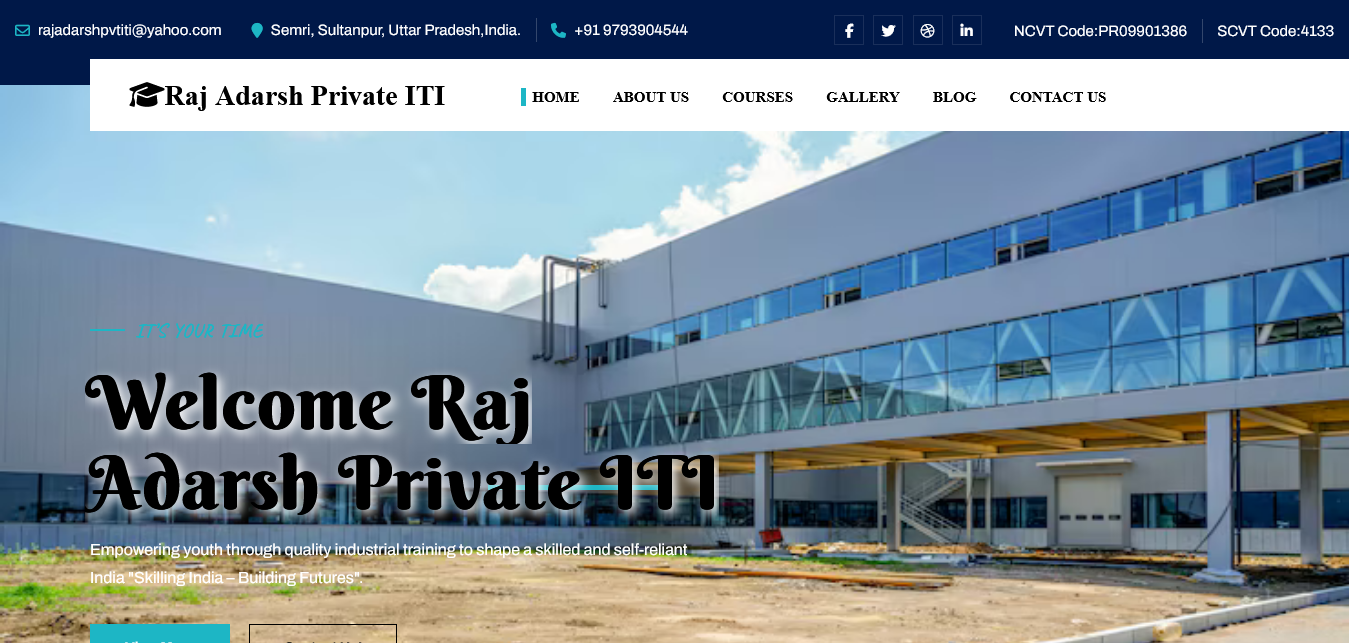 rajadarshpvtiti@yahoo.com
Semri, Sultanpur, Uttar Pradesh,India.
+91 9793904544
NCVT Code:PR09901386
SCVT Code:4133
Raj Adarsh Private ITI
HOME
ABOUT US
COURSES
GALLERY
BLOG
CONTACT US
IT'S YOUR TIME
Welcome Raj
Adarsh Private ITI
Empowering youth through quality industrial training to shape a skilled and self-reliant
India "Skilling India – Building Futures".